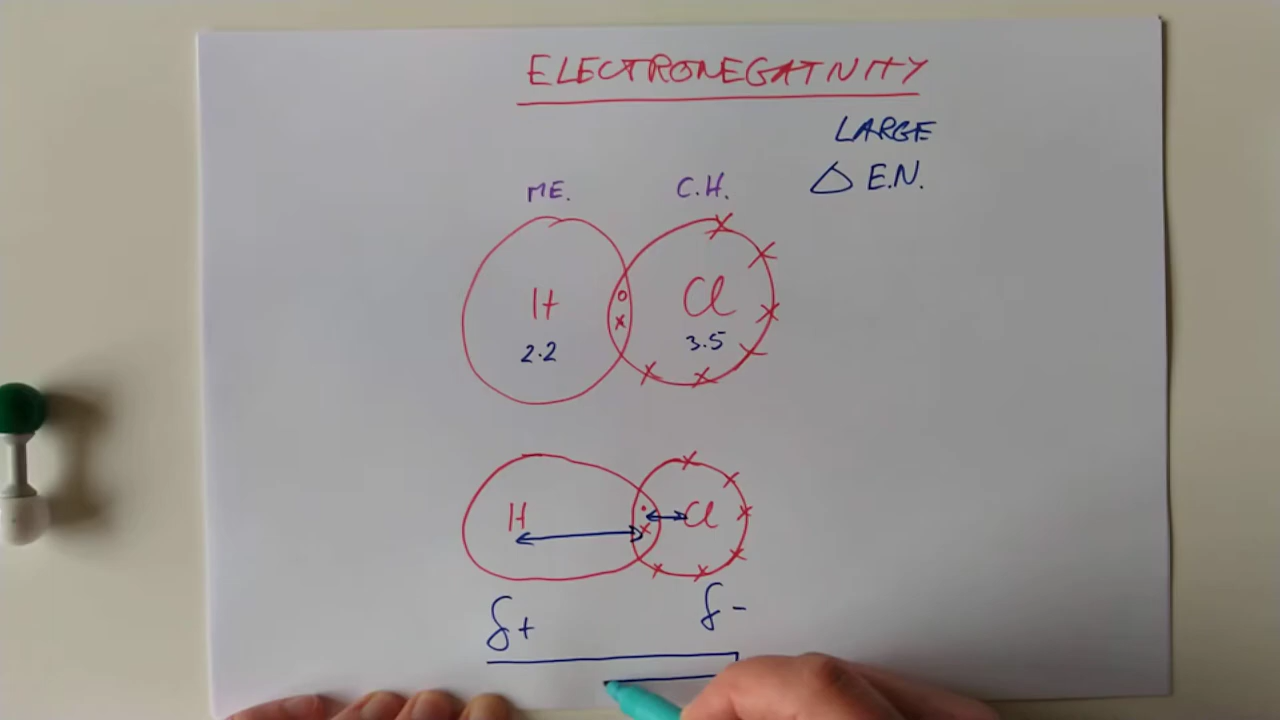 ELECTRONEGATIVITY
LARGE
△ E.N.
ME. C.H.
H Cl
2.2 3.5
H Cl
δ+ δ-